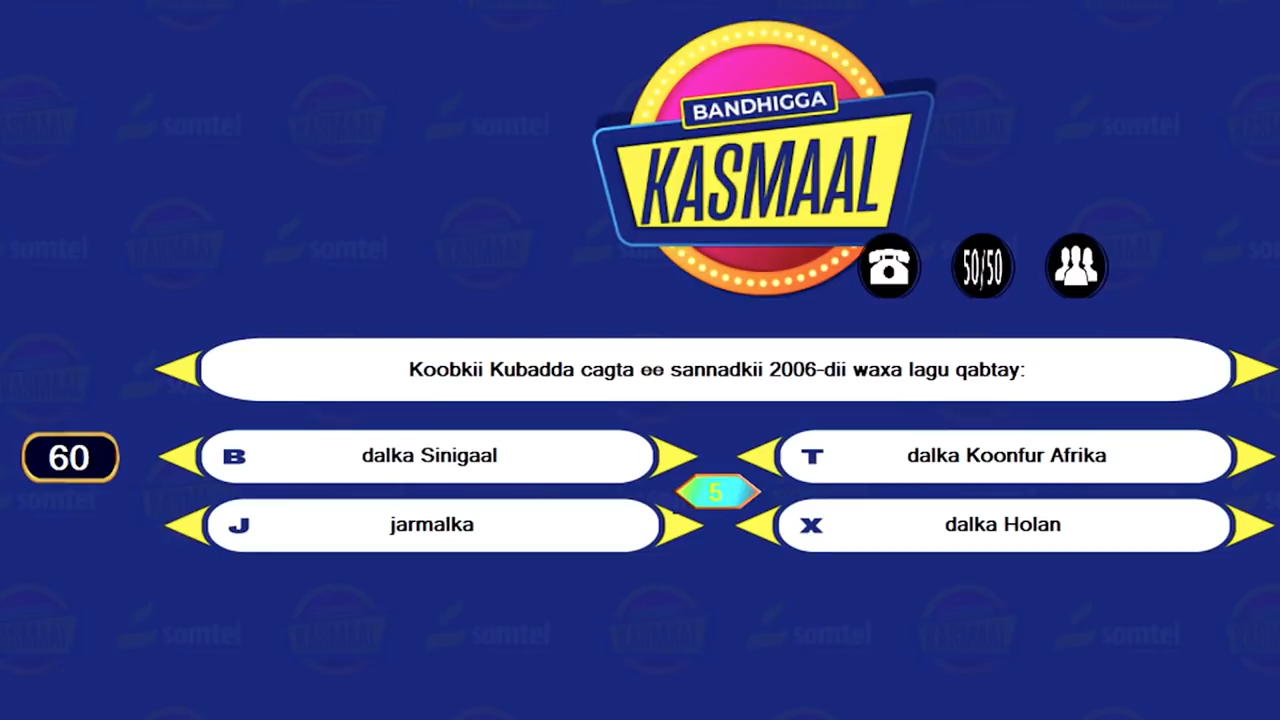 BANDHIGGA
KASMAAL
50/50
Koobkii Kubadda cagta ee sannadkii 2006-dii waxa lagu qabtay:
60
B dalka Sinigaal
T dalka Koonfur Afrika
5
J jarmalka
X dalka Holan
somtel